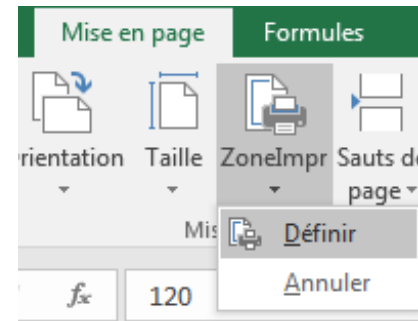 Mise en page Formules
rientation Taille ZoneImpr Sauts de
page
Mis
Définir
Annuler
fx 120